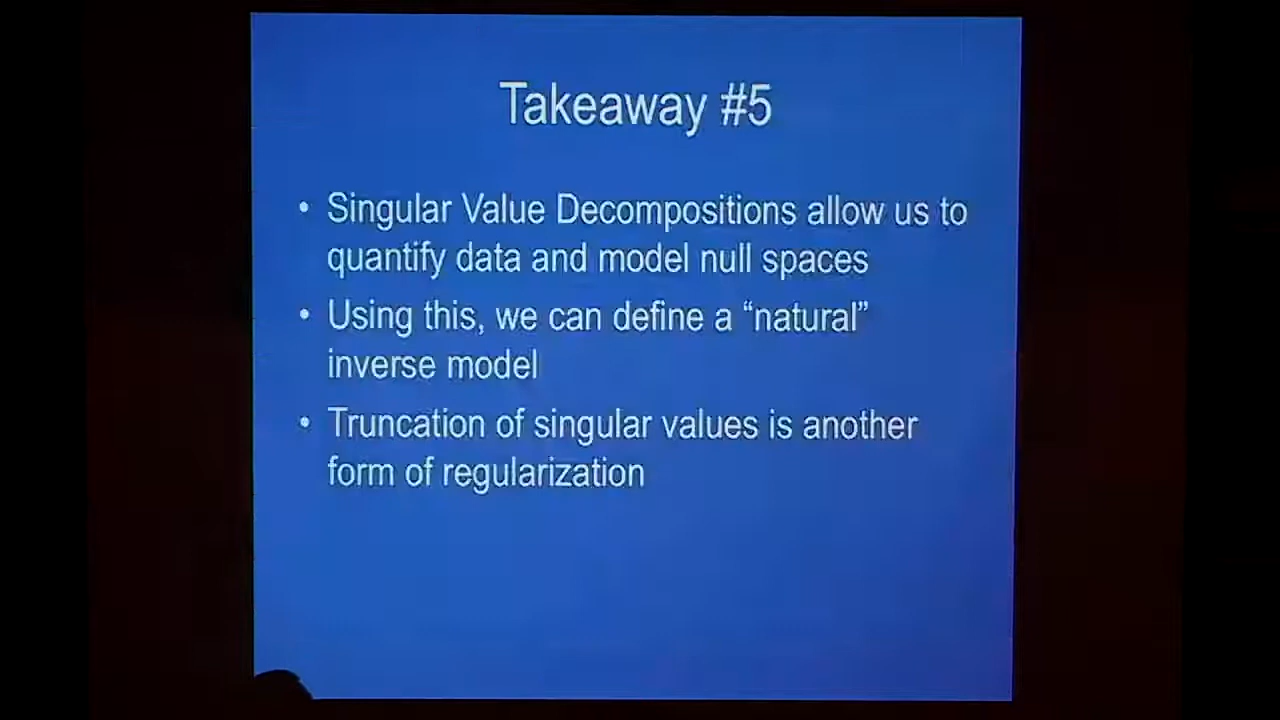 Takeaway #5
• Singular Value Decompositions allow us to
quantify data and model null spaces
• Using this, we can define a “natural”
inverse model
• Truncation of singular values is another
form of regularization